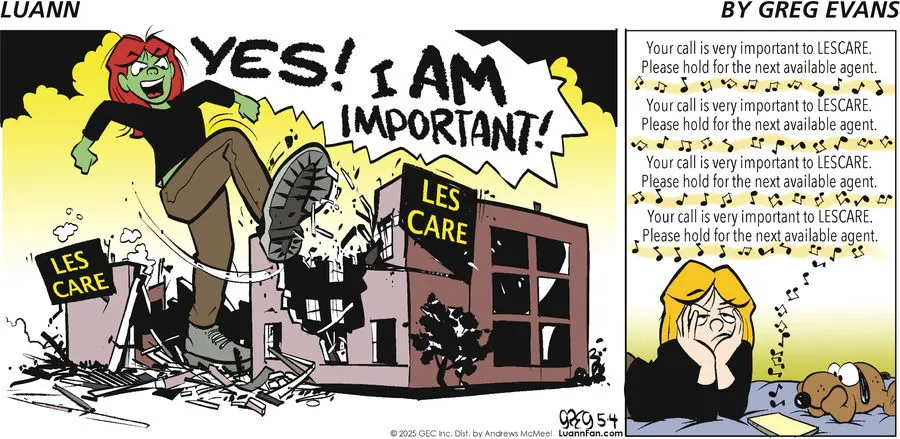 LUANN
BY GREG EVANS
YES! I AM
IMPORTANT!
LES
CARE
LES
CARE
GREG 5-4
© 2025 GEC Inc. Dist. by Andrews McMeel LuannFan.com
Your call is very important to LESCARE.
Please hold for the next available agent.
Your call is very important to LESCARE.
Please hold for the next available agent.
Your call is very important to LESCARE.
Please hold for the next available agent.
Your call is very important to LESCARE.
Please hold for the next available agent.